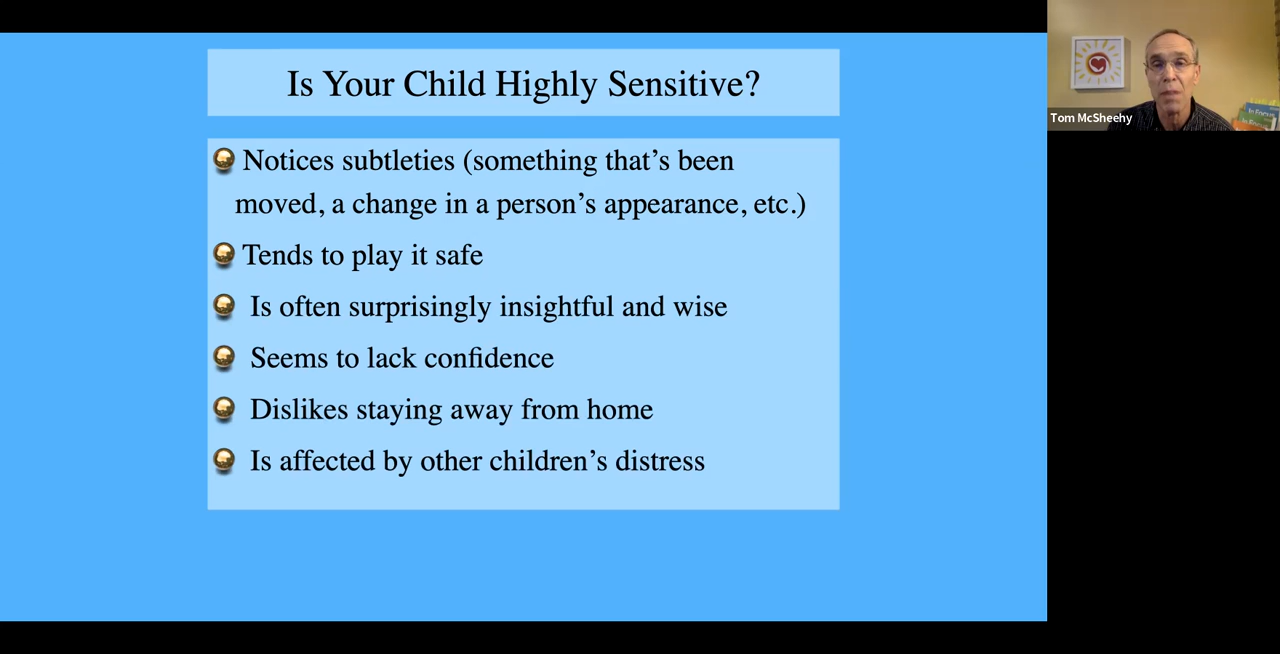 Is Your Child Highly Sensitive?
Notices subtleties (something that’s been
moved, a change in a person’s appearance, etc.)
Tends to play it safe
Is often surprisingly insightful and wise
Seems to lack confidence
Dislikes staying away from home
Is affected by other children’s distress
Tom McSheehy
In Focus